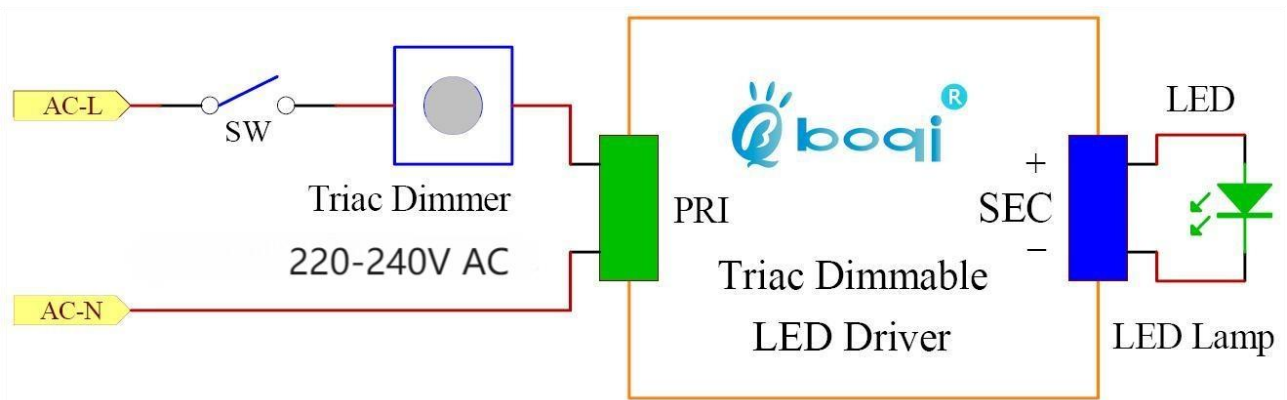 AC-L
SW
Triac Dimmer
220-240V AC
AC-N
boqi ®
PRI
+
SEC
−
Triac Dimmable
LED Driver
LED
LED Lamp